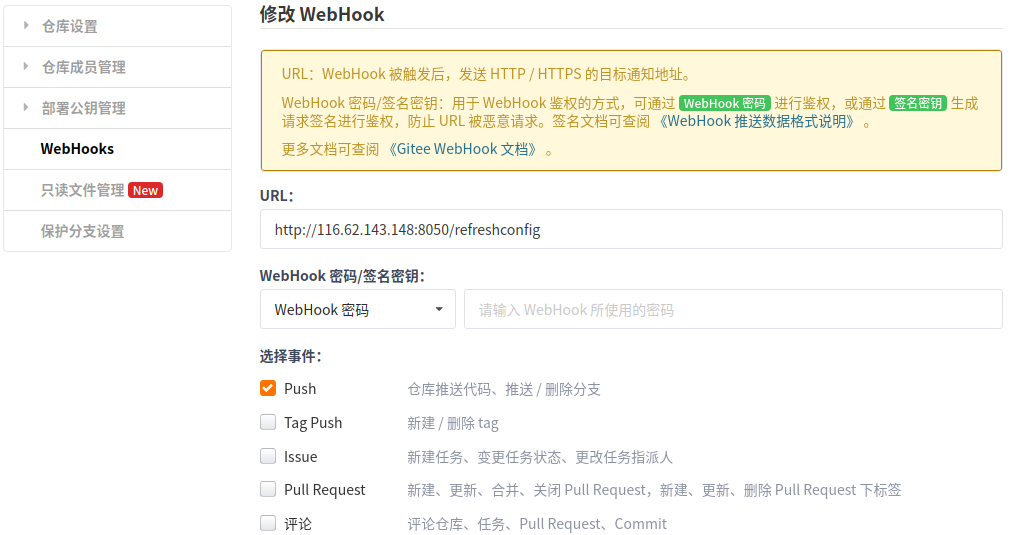 仓库设置
仓库成员管理
部署公钥管理
WebHooks
只读文件管理 New
保护分支设置
修改 WebHook
URL：WebHook 被触发后，发送 HTTP / HTTPS 的目标通知地址。
WebHook 密码/签名密钥：用于 WebHook 鉴权的方式，可通过 WebHook 密码 进行鉴权，或通过 签名密钥 生成
请求签名进行鉴权，防止 URL 被恶意请求。签名文档可查阅 《WebHook 推送数据格式说明》 。
更多文档可查阅 《Gitee WebHook 文档》 。
URL：
http://116.62.143.148:8050/refreshconfig
WebHook 密码/签名密钥：
WebHook 密码 请输入 WebHook 所使用的密码
选择事件：
Push 仓库推送代码、推送 / 删除分支
Tag Push 新建 / 删除 tag
Issue 新建任务、变更任务状态、更改任务指派人
Pull Request 新建、更新、合并、关闭 Pull Request，新建、更新、删除 Pull Request 下标签
评论 评论仓库、任务、Pull Request、Commit